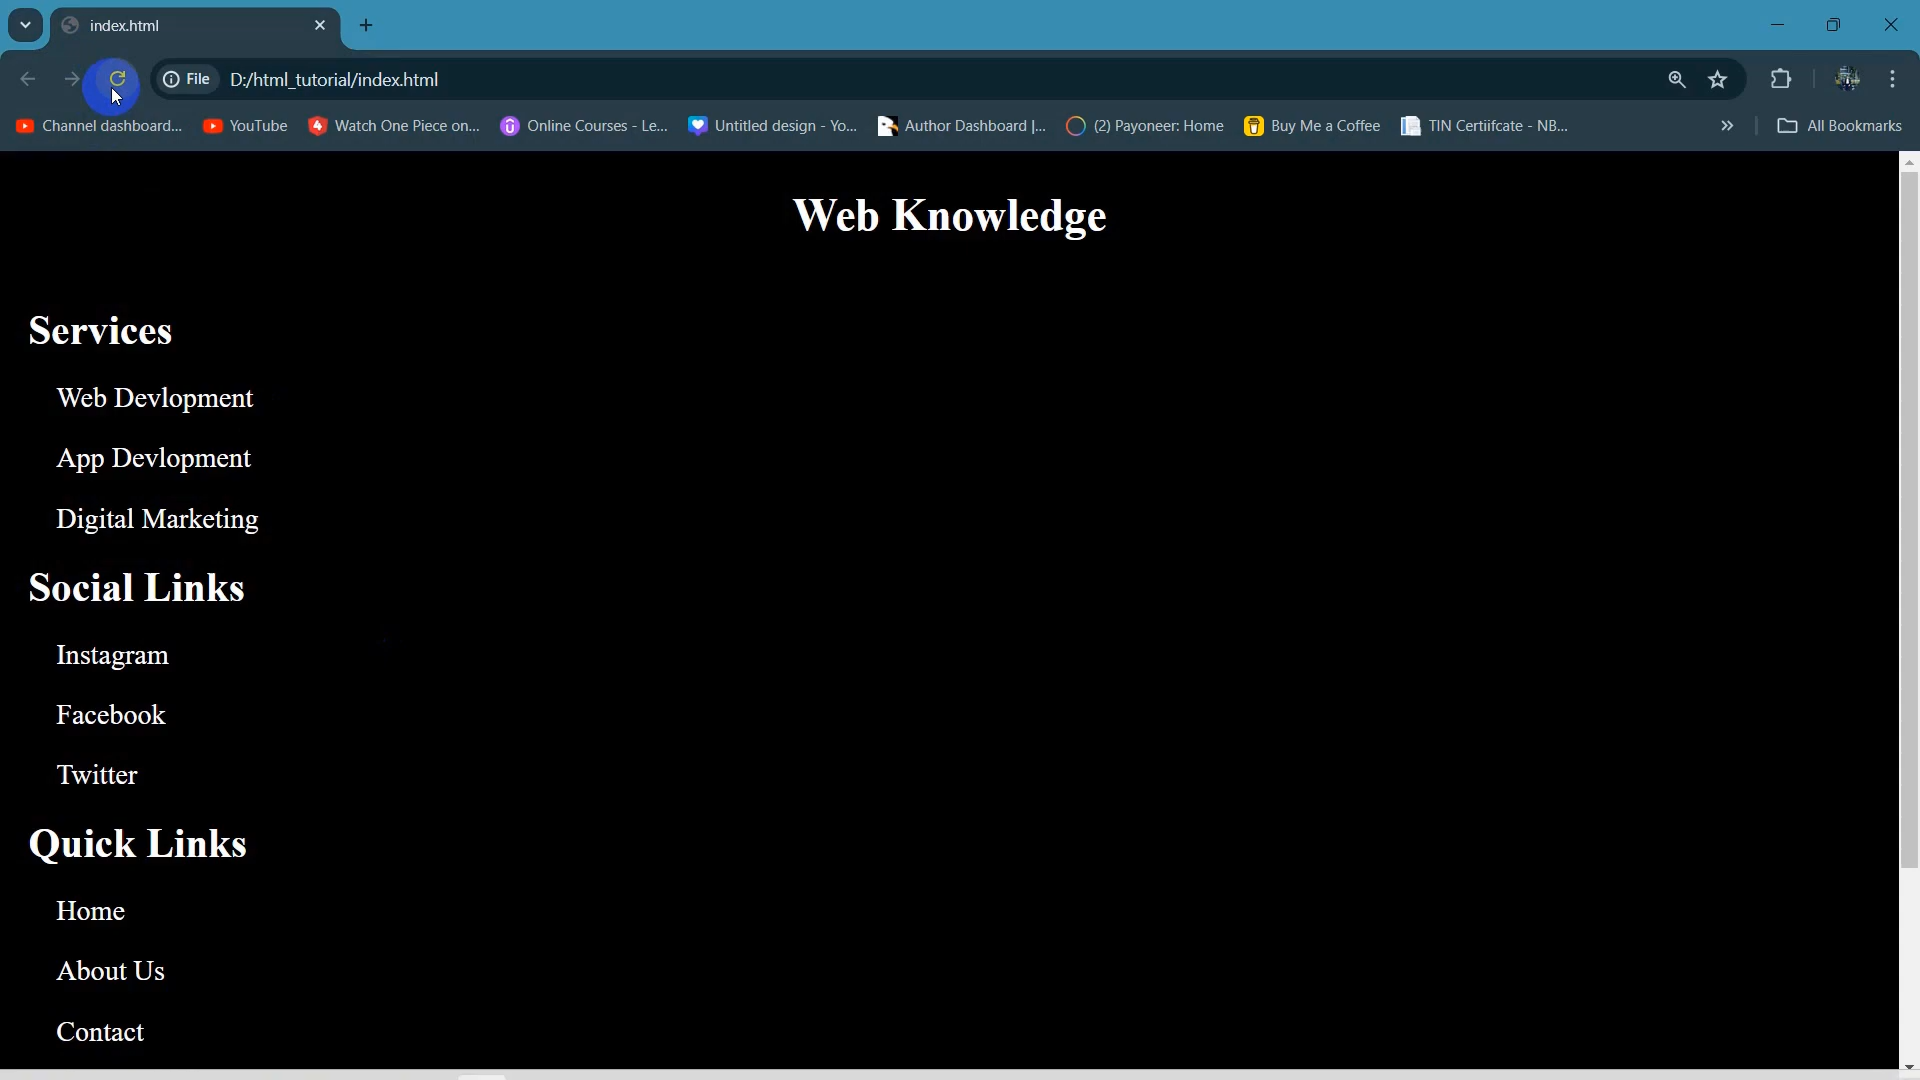 index.html
File D:/html_tutorial/index.html
Channel dashboard... YouTube Watch One Piece on... Online Courses - Le... Untitled design - Yo... Author Dashboard |... (2) Payoneer: Home Buy Me a Coffee TIN Certiifcate - NB... » All Bookmarks
Web Knowledge
Services
Web Devlopment
App Devlopment
Digital Marketing
Social Links
Instagram
Facebook
Twitter
Quick Links
Home
About Us
Contact